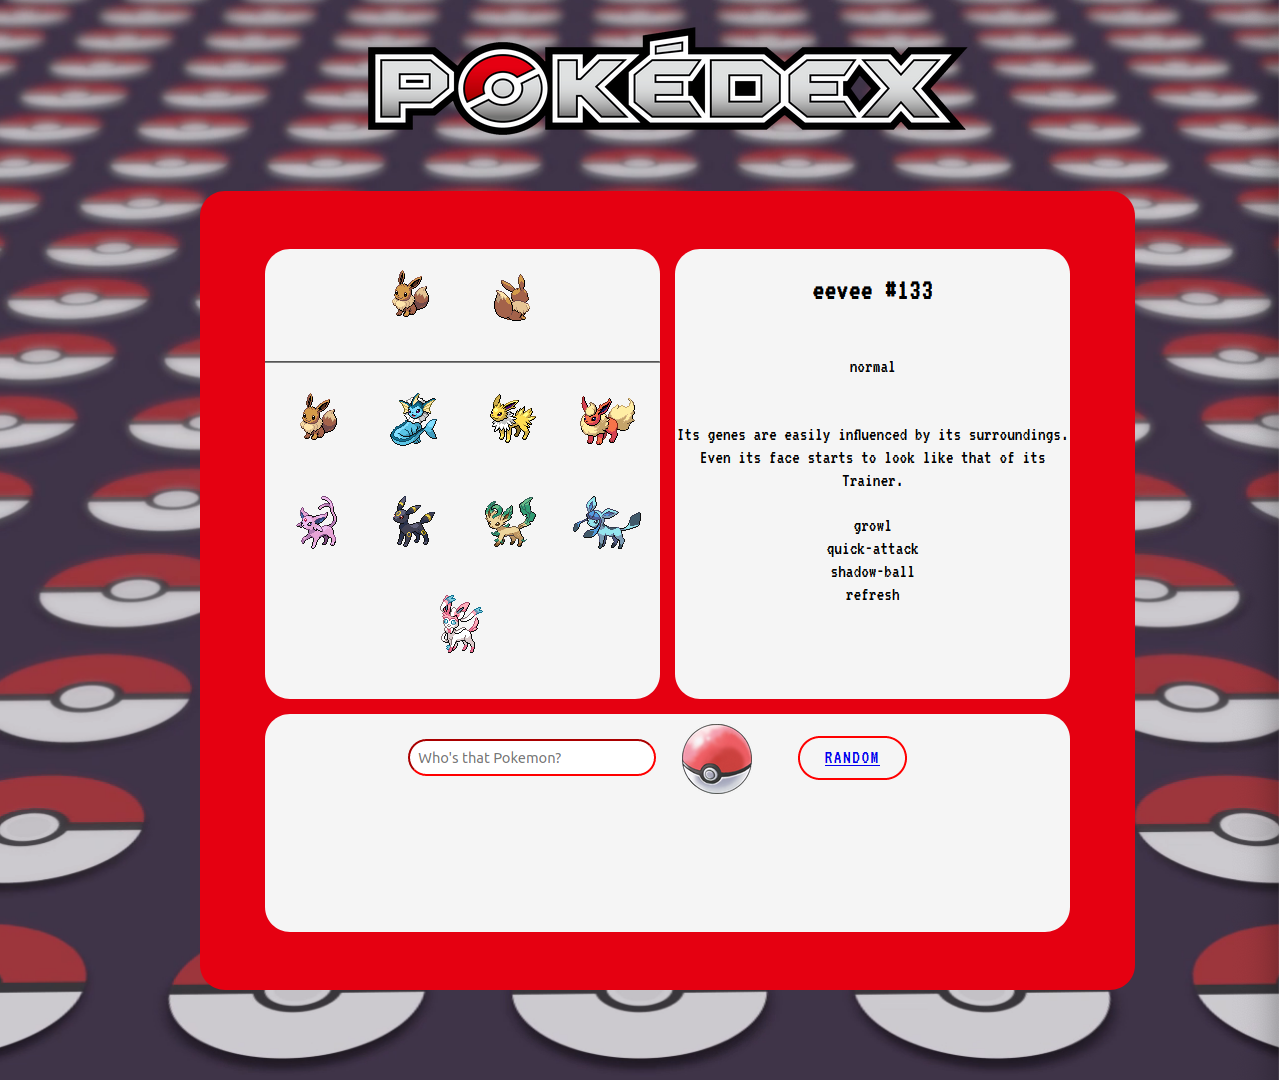 POKÉDEX
eevee #133
normal
Its genes are easily influenced by its surroundings.
Even its face starts to look like that of its
Trainer.
growl
quick-attack
shadow-ball
refresh
Who's that Pokemon?
RANDOM